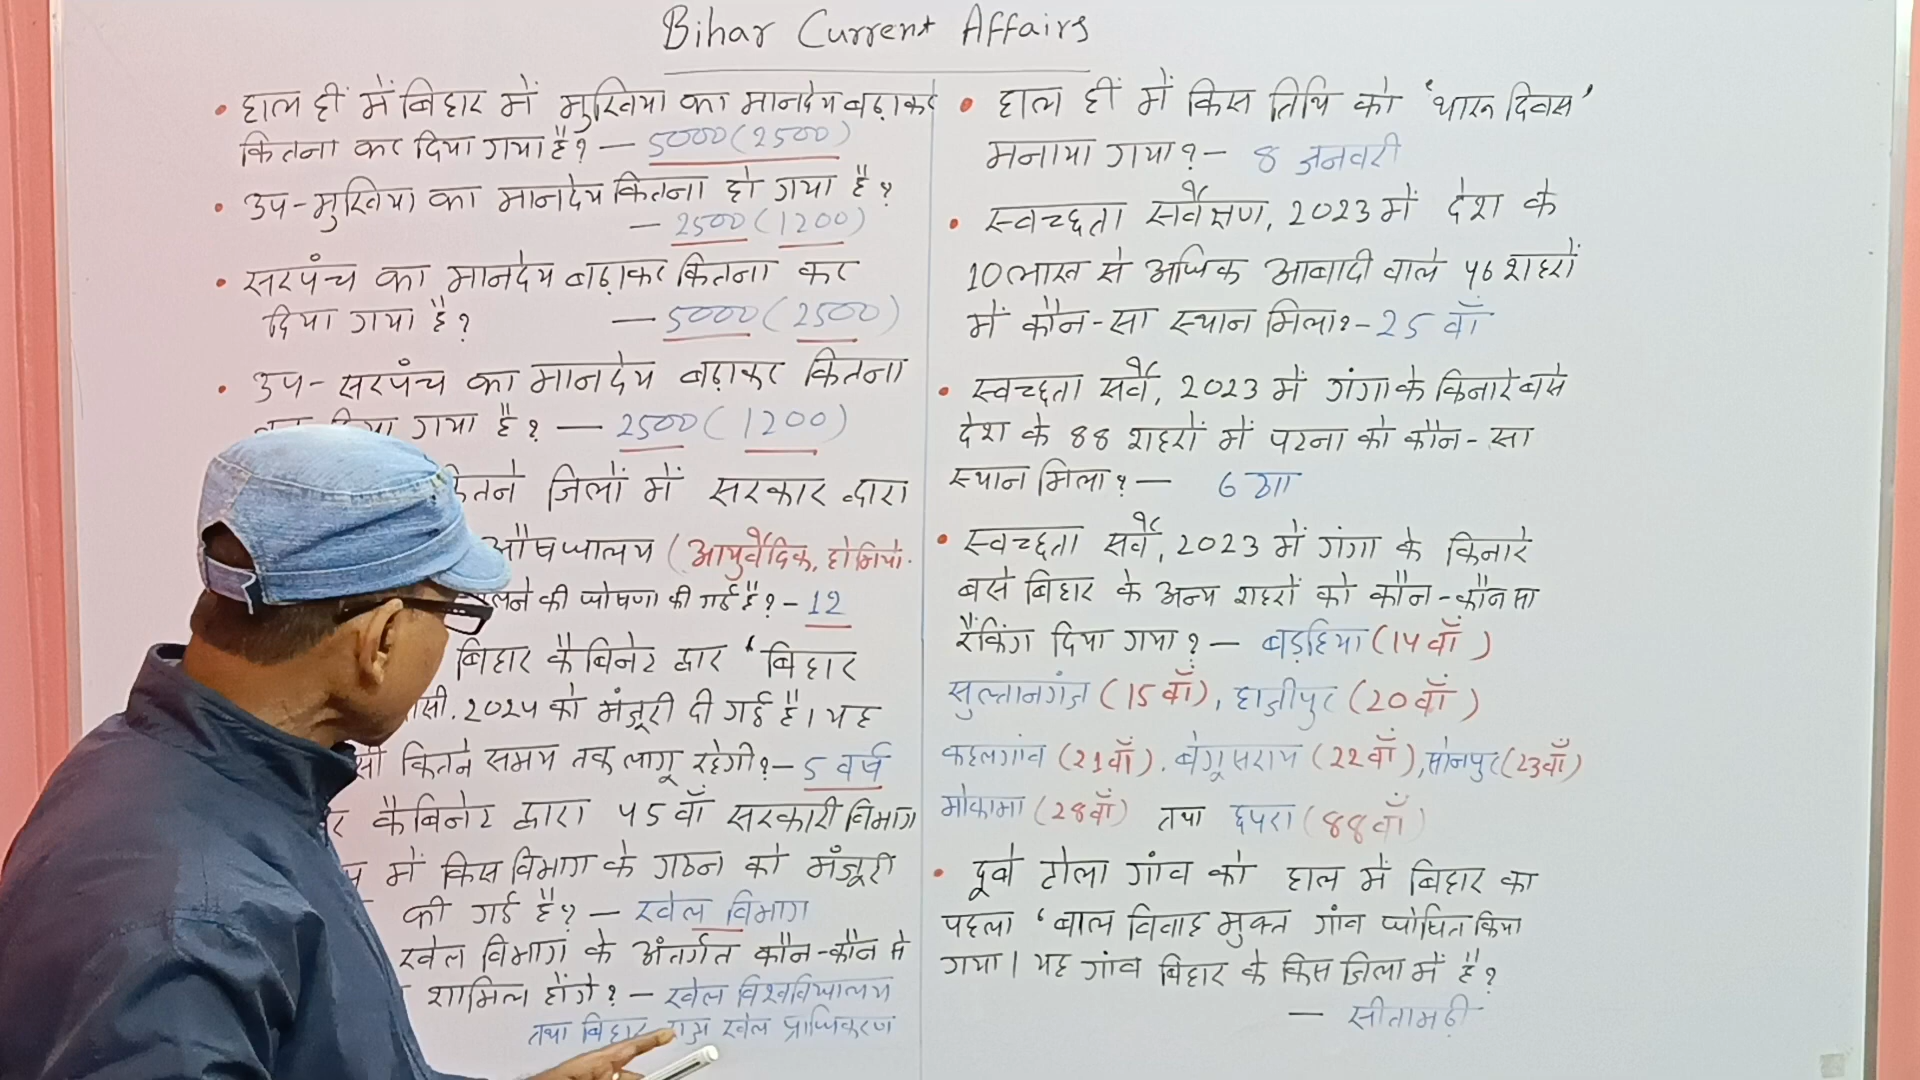 Bihar Current Affairs
• हाल हीं में बिहार में मुखिया का मानदेय बढ़ाकर
कितना कर दिया गया है? — 5000 (2500)
• उप-मुखिया का मानदेय कितना हो गया है?
— 2500 (1200)
• सरपंच का मानदेय बढ़ाकर कितना कर
दिया गया है? — 5000 (2500)
• उप- सरपंच का मानदेय बढ़ाकर कितना
गया है? — 2500 (1200)
जिलों में सरकार द्वारा
औषधालय (आयुर्वेदिक, होमियो.
की घोषणा की गई है? – 12
बिहार कैबिनेट द्वार 'बिहार
2024 को मंजूरी दी गई है। यह
कितने समय तक लागू रहेगी? – 5 वर्ष
कैबिनेट द्वारा 45 वाँ सरकारी विभाग
में किस विभाग के गठन को मंजूरी
की गई है? — खेल विभाग
खेल विभाग के अंतर्गत कौन-कौन से
शामिल होंगे? — खेल विश्वविद्यालय
तथा बिहार राज्य खेल प्राधिकरण
• हाल हीं में किस तिथि को 'थारू दिवस'
मनाया गया? – 8 जनवरी
• स्वच्छता सर्वेक्षण, 2023 में देश के
10 लाख से अधिक आबादी वाले 46 शहरों
में कौन-सा स्थान मिला? – 25 वाँ
• स्वच्छता सर्वे, 2023 में गंगा के किनारे बसे
देश के 88 शहरों में पटना को कौन-सा
स्थान मिला? — 6 ठा
• स्वच्छता सर्वे, 2023 में गंगा के किनारे
बसे बिहार के अन्य शहरों को कौन-कौन सा
रैंकिंग दिया गया? — बड़हिया (14 वाँ)
सुल्तानगंज (15 वाँ), हाजीपुर (20 वाँ)
कहलगांव (21 वाँ), बेगूसराय (22 वाँ), सोनपुर (23 वाँ)
मोकामा (28 वाँ) तथा छपरा (88 वाँ)
• दूबे टोला गांव को हाल में बिहार का
पहला 'बाल विवाह मुक्त गांव घोषित किया
गया। यह गांव बिहार के किस जिला में है?
— सीतामढ़ी